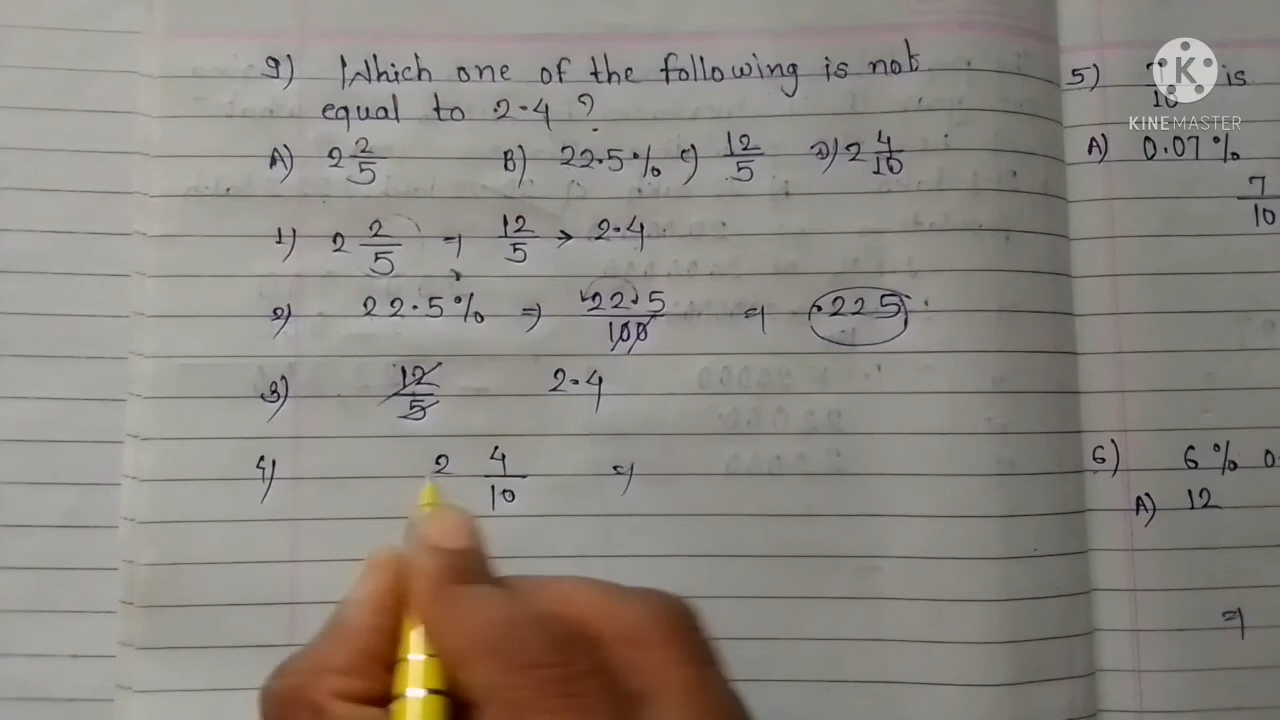 9) Which one of the following is not
equal to 2.4 ?
A) 2 2/5 B) 22.5% C) 12/5 D) 2 4/10
1) 2 2/5 ⇒ 12/5 > 2.4
2) 22.5% ⇒ 22.5/100 ⇒ .225
3) 12/5 2.4
4) 2 4/10 ⇒
5) 7/10 is
A) 0.07%
7/10
6) 6%
A) 12
⇒
KINEMASTER